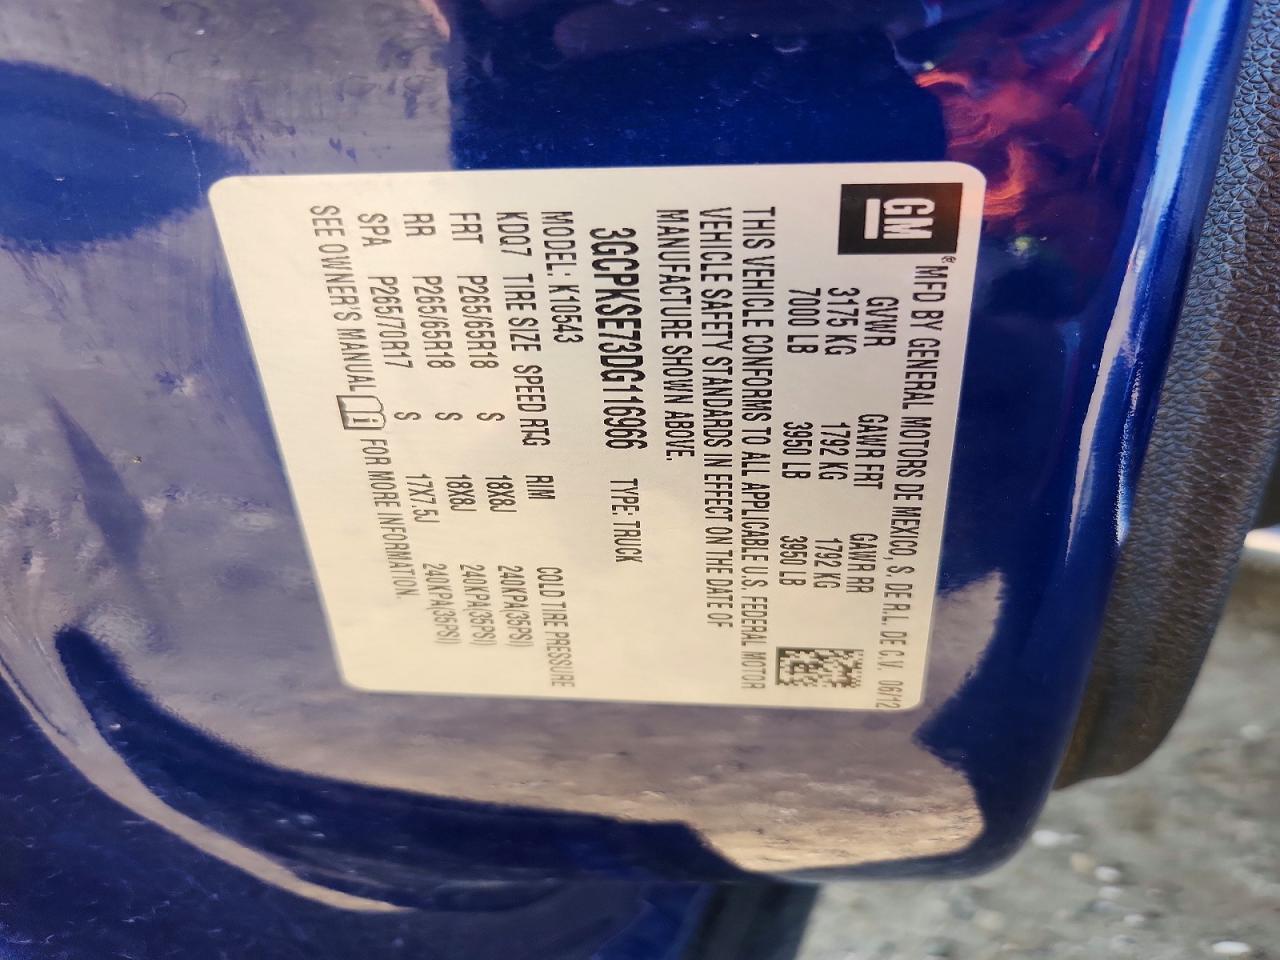 GM ® MFD BY GENERAL MOTORS DE MEXICO, S. DE R.L. DE C.V. 06/12
GVWR GAWR FRT GAWR RR
3175 KG 1792 KG 1792 KG
7000 LB 3950 LB 3950 LB
THIS VEHICLE CONFORMS TO ALL APPLICABLE U.S. FEDERAL MOTOR
VEHICLE SAFETY STANDARDS IN EFFECT ON THE DATE OF
MANUFACTURE SHOWN ABOVE.
3GCPKSE73DG116966 TYPE: TRUCK
MODEL: K10543
KDQ7 TIRE SIZE SPEED RTG RIM COLD TIRE PRESSURE
FRT P265/65R18 S 18X8J 240KPA(35PSI)
RR P265/65R18 S 18X8J 240KPA(35PSI)
SPA P265/70R17 S 17X7.5J 240KPA(35PSI)
SEE OWNER'S MANUAL FOR MORE INFORMATION.